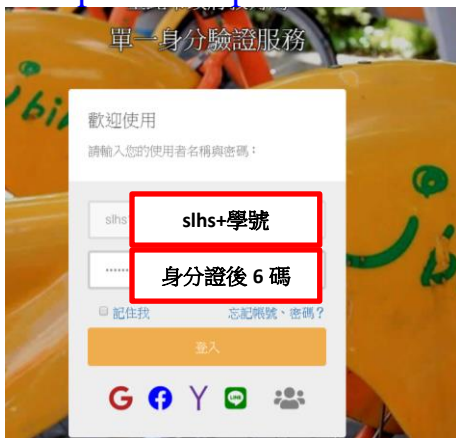 單一身分驗證服務
歡迎使用
請輸入您的使用者名稱與密碼：
slhs
slhs+學號
身分證後 6 碼
記住我 忘記帳號、密碼？
登入
G f Y LINE